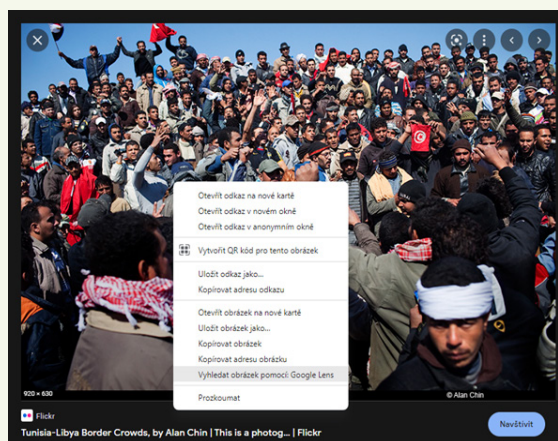 Otevřít odkaz na nové kartě
Otevřít odkaz v novém okně
Otevřít odkaz v anonymním okně
Vytvořit QR kód pro tento obrázek
Uložit odkaz jako...
Kopírovat adresu odkazu
Otevřít obrázek na nové kartě
Uložit obrázek jako...
Kopírovat obrázek
Kopírovat adresu obrázku
Vyhledat obrázek pomocí: Google Lens
Prozkoumat
920 × 630
© Alan Chin
Flickr
Tunisia-Libya Border Crowds, by Alan Chin | This is a photog... | Flickr
Navštívit